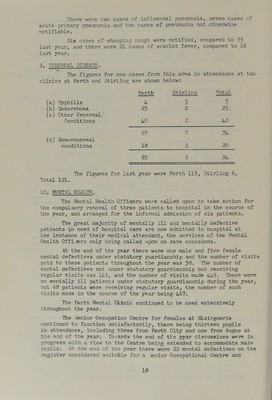 There were two cases of influenzal pneumonia, seven cases of
acute primary pneumonia and two cases of pneumonia not otherwise
notifiable.
Six cases of whooping cough were notified, compared to 35
last year, and there were 21 cases of scarlet fever, compared to 16
last year.
9. VENEREAL DISEASE.
The figures for new cases from this area in attendance at the
clinics at Perth and Stirling are shown below:
Perth Stirling Total
(a) Syphilis 4 3 7
(b) Gonorrhoea 23 2 25
(c) Other Venereal
Conditions 40 2 42
67 7 74
(d) Non-venereal
conditions 18 2 20
85 9 94
The figures for last year were Perth 115, Stirling 6,
Total 121.
10. MENTAL HEALTH.
The Mental Health Officers were called upon to take action for
the compulsory removal of three patients to hospital in the course of
the year, and arranged for the informal admission of six patients.
The great majority of mentally ill and mentally defective
patients in need of hospital care are now admitted to hospital at
the instance of their medical attendant, the services of the Mental
Health Officers only being called upon on rare occasions.
At the end of the year there were one male and five female
mental defectives under statutory guardianship and the number of visits
paid to these patients throughout the year was 38. The number of
mental defectives not under statutory guardianship but receiving
regular visits was 145, and the number of visits made 449. There were
no mentally ill patients under statutory guardianship during the year,
but 68 patients were receiving regular visits, the number of such
visits made in the course of the year being 467.
The Perth Mental Clinic continued to be used extensively
throughout the year.
The Senior Occupation Centre for females at Blairgowrie
continued to function satisfactorily, there being thirteen pupils
in attendance, including three from Perth City and one from Angus at
the end of the year. Towards the end of the year discussions were in
progress with a view to the Centre being extended to accommodate male
pupils. At the end of the year there were 22 mental defectives on the
register considered suitable for a Senior Occupational Centre and
18